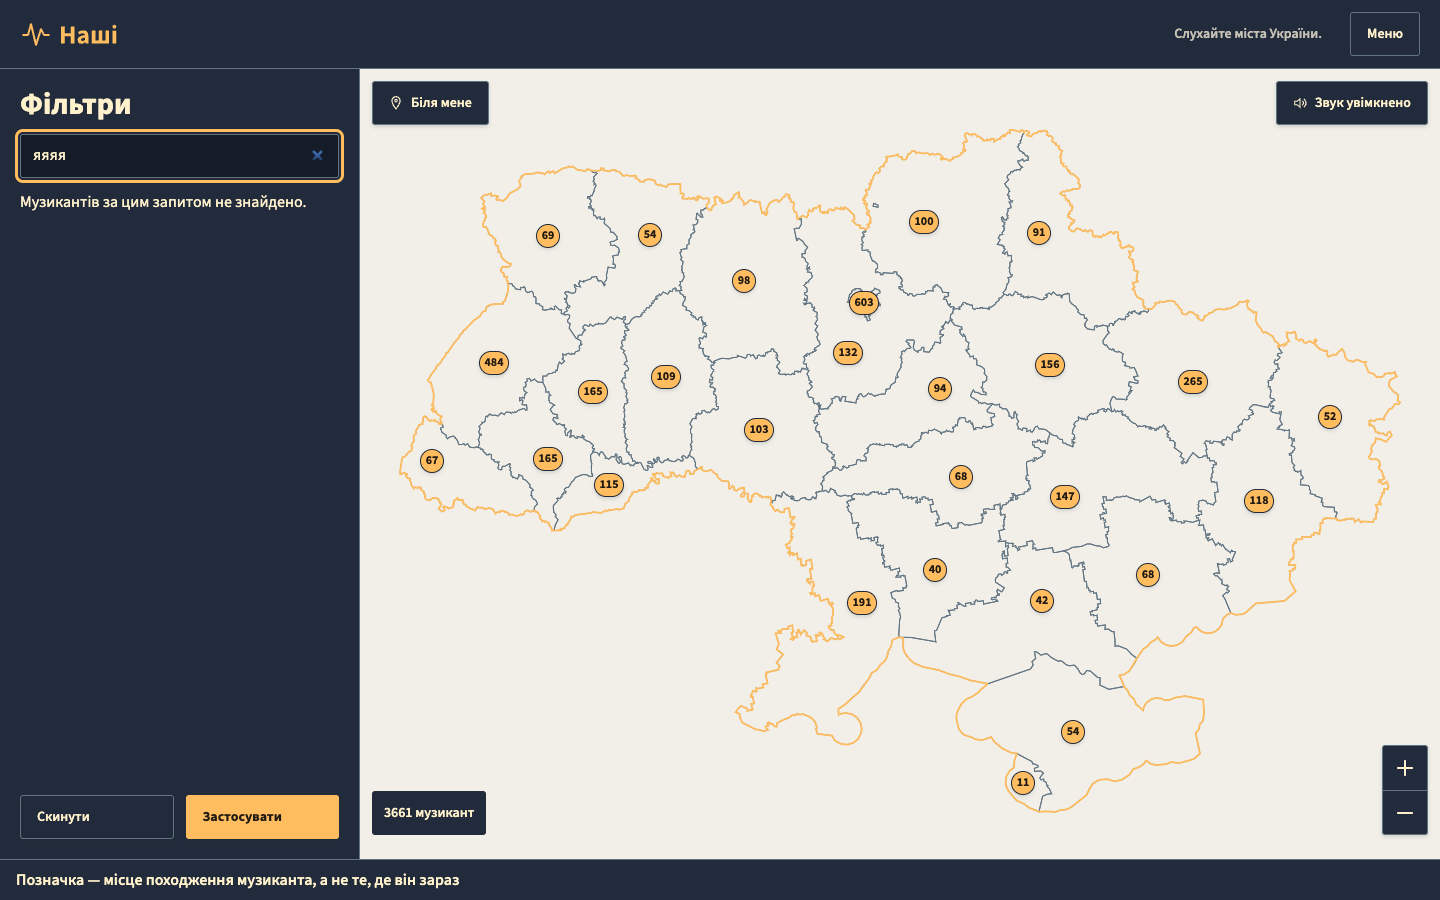 Наші
Слухайте міста України.
Меню
Фільтри
яяяя
Музикантів за цим запитом не знайдено.
Скинути
Застосувати
Біля мене
Звук увімкнено
100
91
69
54
98
603
132
484
109
165
94
156
265
52
103
67
165
115
68
147
118
40
191
42
68
54
11
3661 музикант
+
−
Позначка — місце походження музиканта, а не те, де він зараз